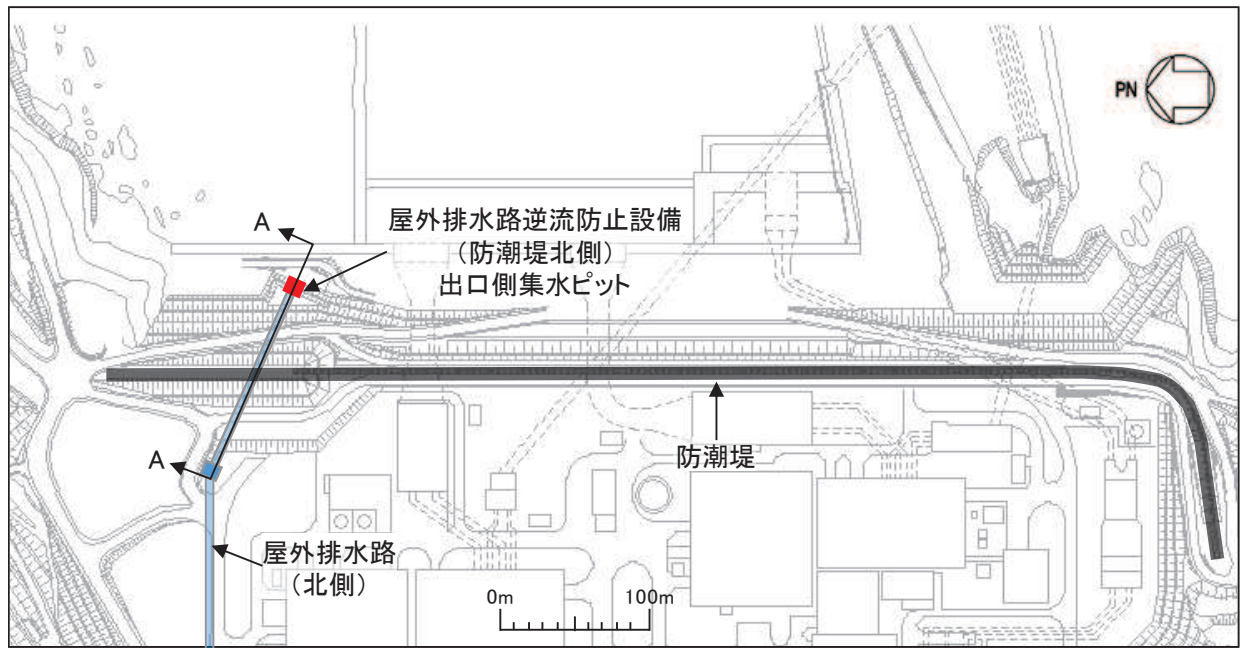 PN
A
屋外排水路逆流防止設備
（防潮堤北側）
出口側集水ピット
A
防潮堤
屋外排水路
（北側）
0m 100m